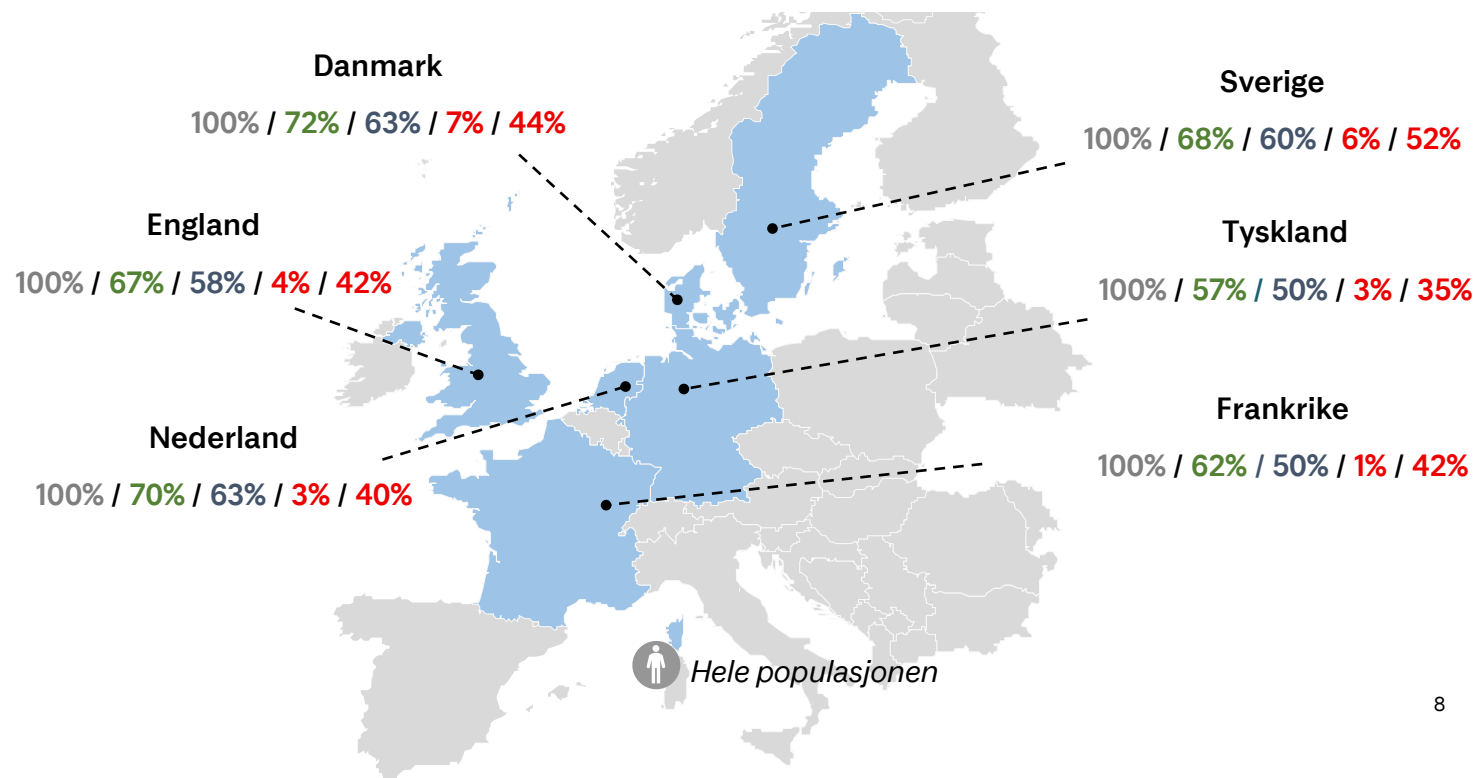 Danmark
100% / 72% / 63% / 7% / 44%
Sverige
100% / 68% / 60% / 6% / 52%
England
100% / 67% / 58% / 4% / 42%
Tyskland
100% / 57% / 50% / 3% / 35%
Nederland
100% / 70% / 63% / 3% / 40%
Frankrike
100% / 62% / 50% / 1% / 42%
Hele populasjonen
8